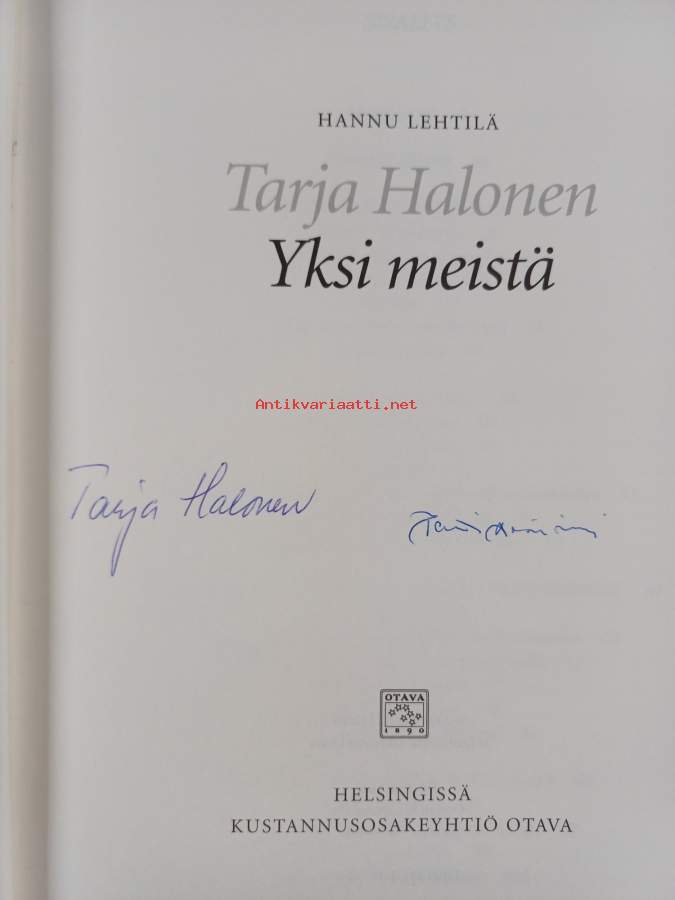 HANNU LEHTILÄ
Tarja Halonen
Yksi meistä
Antikvariaatti.net
Tarja Halonen
OTAVA
1890
HELSINGISSÄ
KUSTANNUSOSAKEYHTIÖ OTAVA